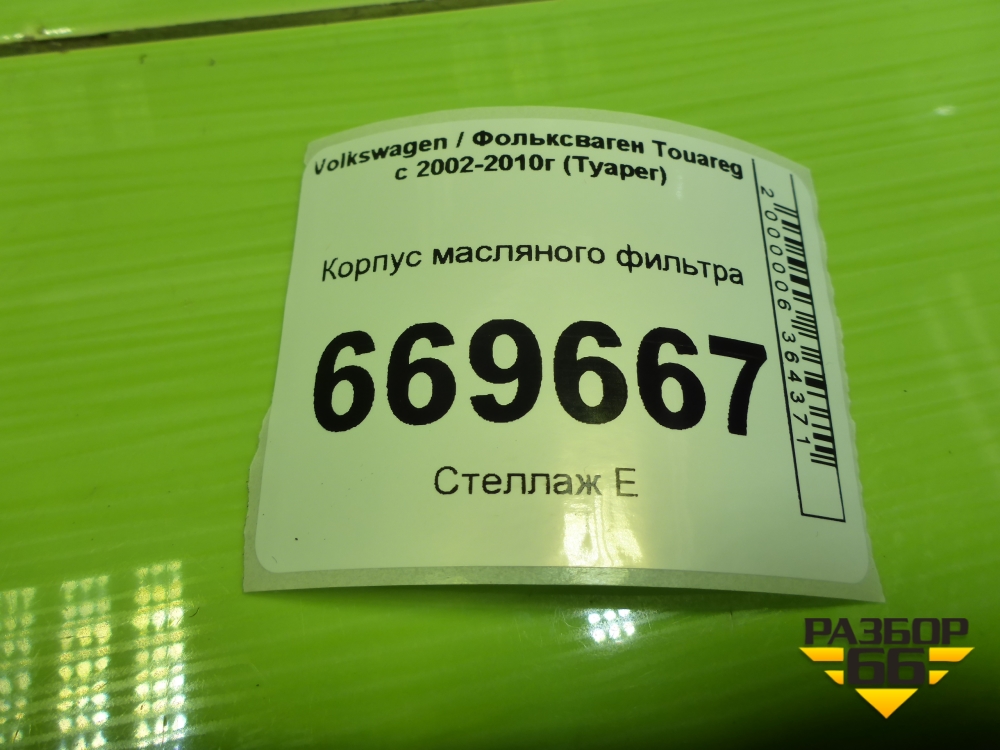 Volkswagen / Фольксваген Touareg
с 2002-2010г (Туарег)
Корпус масляного фильтра
669667
Стеллаж Е
2000006364371
РАЗБОР
66